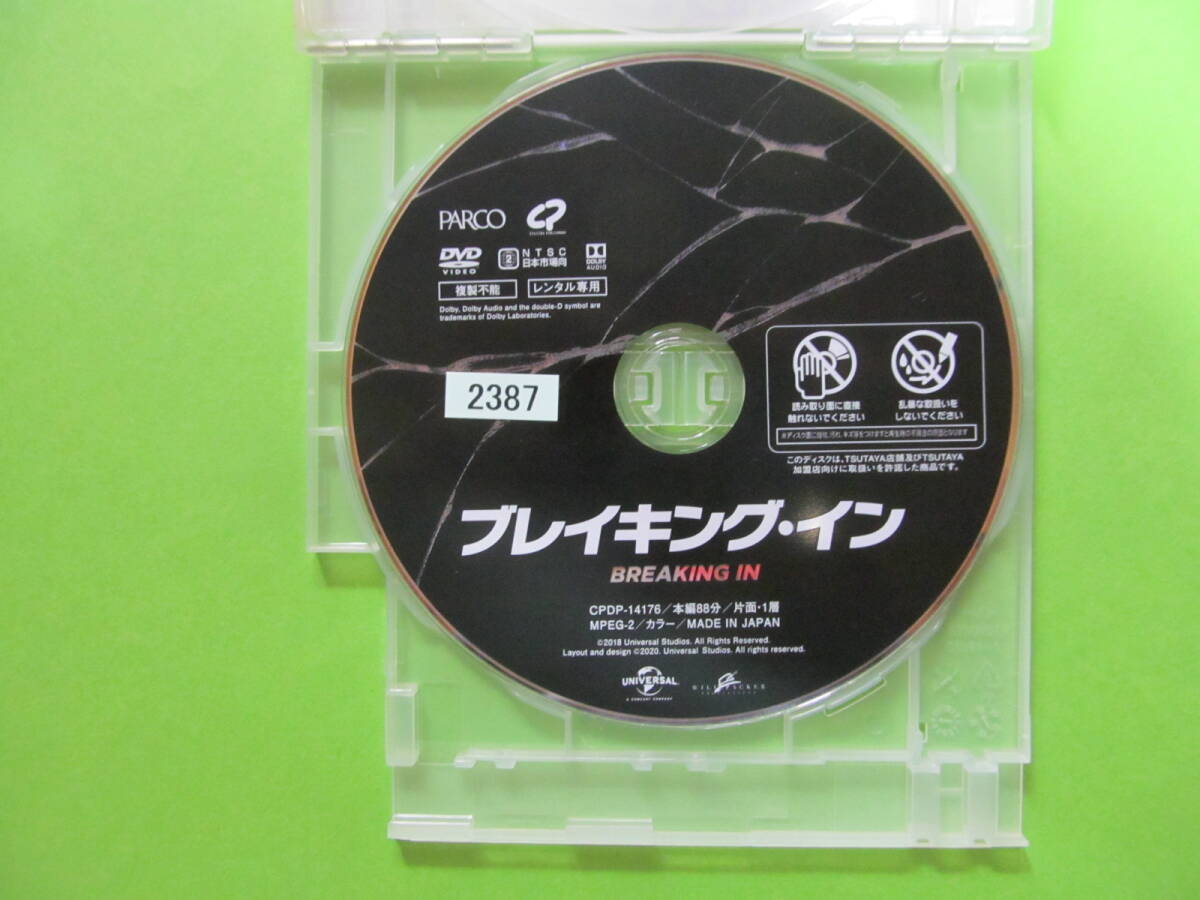 PARCO
DVD
VIDEO
2
NTSC
日本市場向
DOLBY
AUDIO
複製不能
レンタル専用
Dolby, Dolby Audio and the double-D symbol are
trademarks of Dolby Laboratories.
2387
読み取り面に直接
触れないでください
乱暴な取扱いを
しないでください
このディスクは、TSUTAYA店舗及びTSUTAYA
加盟店向けに取扱いを許諾した商品です。
ブレイキング・イン
BREAKING IN
CPDP-14176／本編88分／片面・1層
MPEG-2／カラー／MADE IN JAPAN
©2018 Universal Studios. All Rights Reserved.
Layout and design ©2020. Universal Studios. All rights reserved.
UNIVERSAL
A COMCAST COMPANY
WILL PACKER